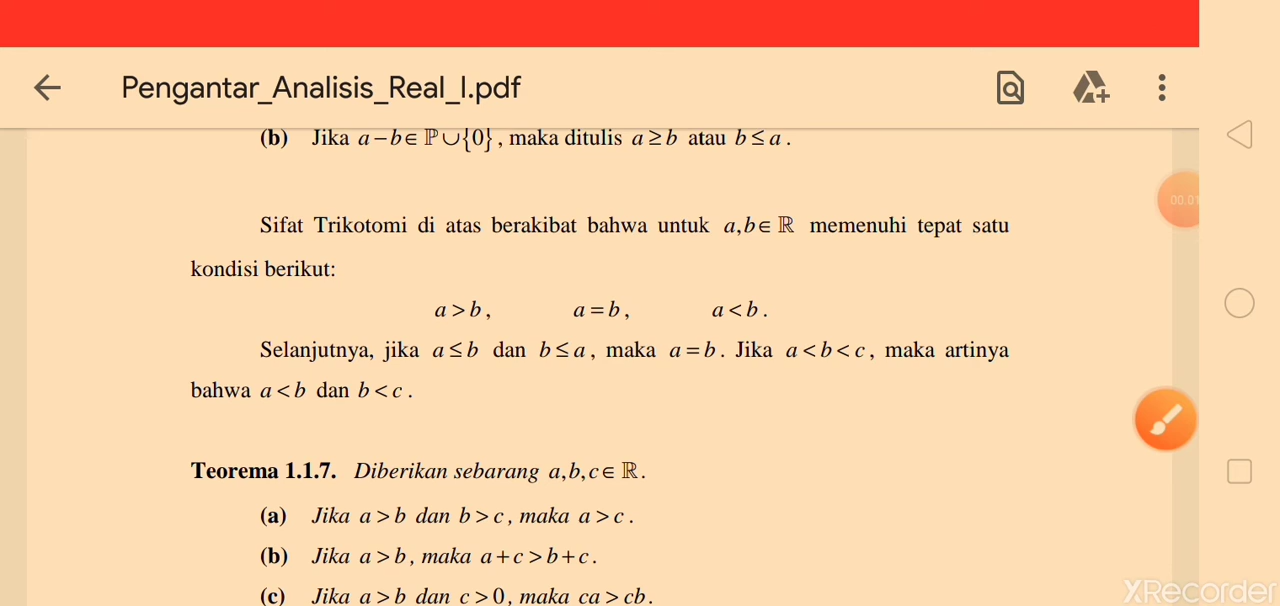 Pengantar_Analisis_Real_I.pdf
(b) Jika a−b∈ ℙ∪{0}, maka ditulis a≥b atau b≤a.
Sifat Trikotomi di atas berakibat bahwa untuk a,b∈ ℝ memenuhi tepat satu
kondisi berikut:
a>b, a=b, a<b.
Selanjutnya, jika a≤b dan b≤a, maka a=b. Jika a<b<c, maka artinya
bahwa a<b dan b<c.
Teorema 1.1.7. Diberikan sebarang a,b,c∈ ℝ.
(a) Jika a>b dan b>c, maka a>c.
(b) Jika a>b, maka a+c>b+c.
(c) Jika a>b dan c>0, maka ca>cb.
00.01
XRecorder